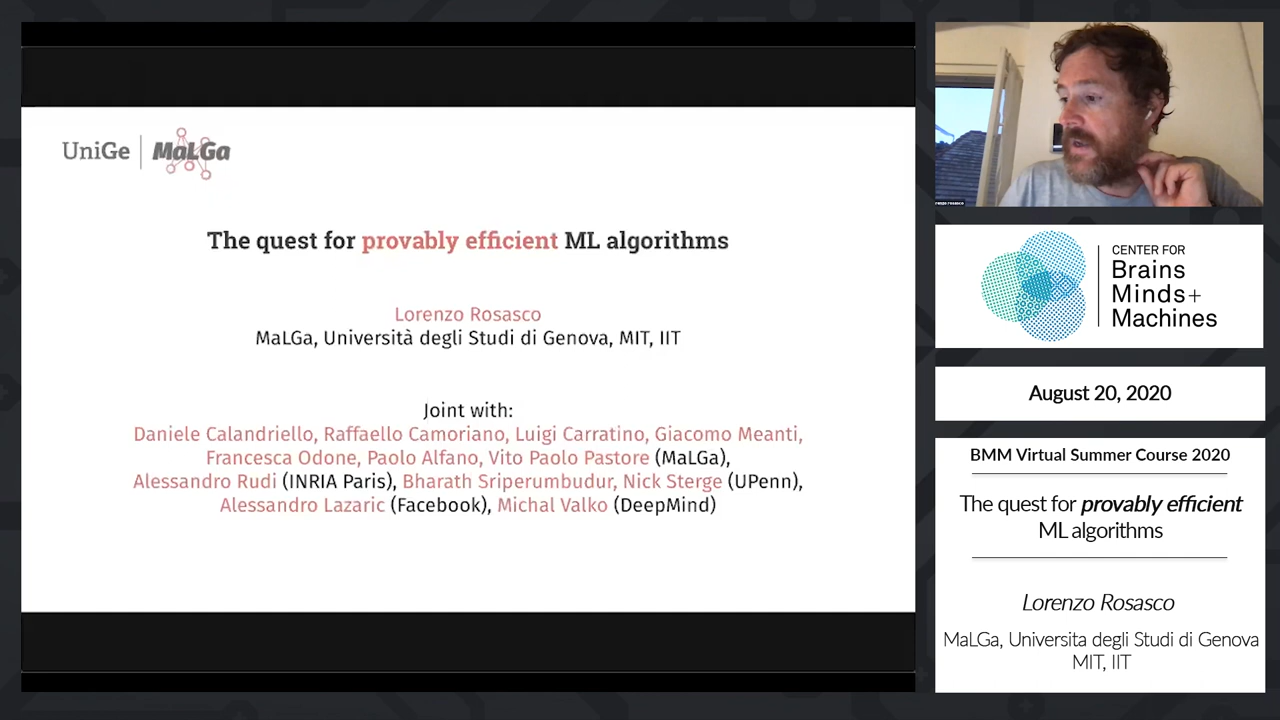 UniGe MaLGa
The quest for provably efficient ML algorithms
Lorenzo Rosasco
MaLGa, Università degli Studi di Genova, MIT, IIT
Joint with:
Daniele Calandriello, Raffaello Camoriano, Luigi Carratino, Giacomo Meanti,
Francesca Odone, Paolo Alfano, Vito Paolo Pastore (MaLGa),
Alessandro Rudi (INRIA Paris), Bharath Sriperumbudur, Nick Sterge (UPenn),
Alessandro Lazaric (Facebook), Michal Valko (DeepMind)
CENTER FOR
Brains
Minds+
Machines
August 20, 2020
BMM Virtual Summer Course 2020
The quest for provably efficient
ML algorithms
Lorenzo Rosasco
MaLGa, Universita degli Studi di Genova
MIT, IIT